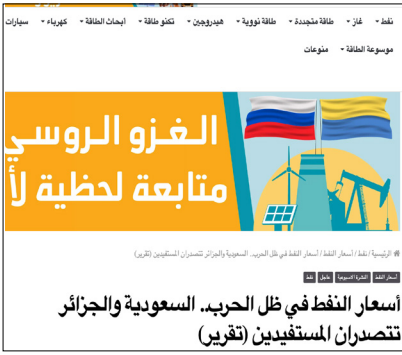 نفط غاز طاقة متجددة طاقة نووية هيدروجين تكنو طاقة أبحاث الطاقة كهرباء سيارات
موسوعة الطاقة منوعات
الغزو الروسي
متابعة لحظية لأ
الرئيسية / نفط / أسعار النفط / أسعار النفط في ظل الحرب.. السعودية والجزائر تتصدران المستفيدين (تقرير)
أسعار النفط النشرة الاسبوعية عاجل نفط
أسعار النفط في ظل الحرب.. السعودية والجزائر
تتصدران المستفيدين (تقرير)